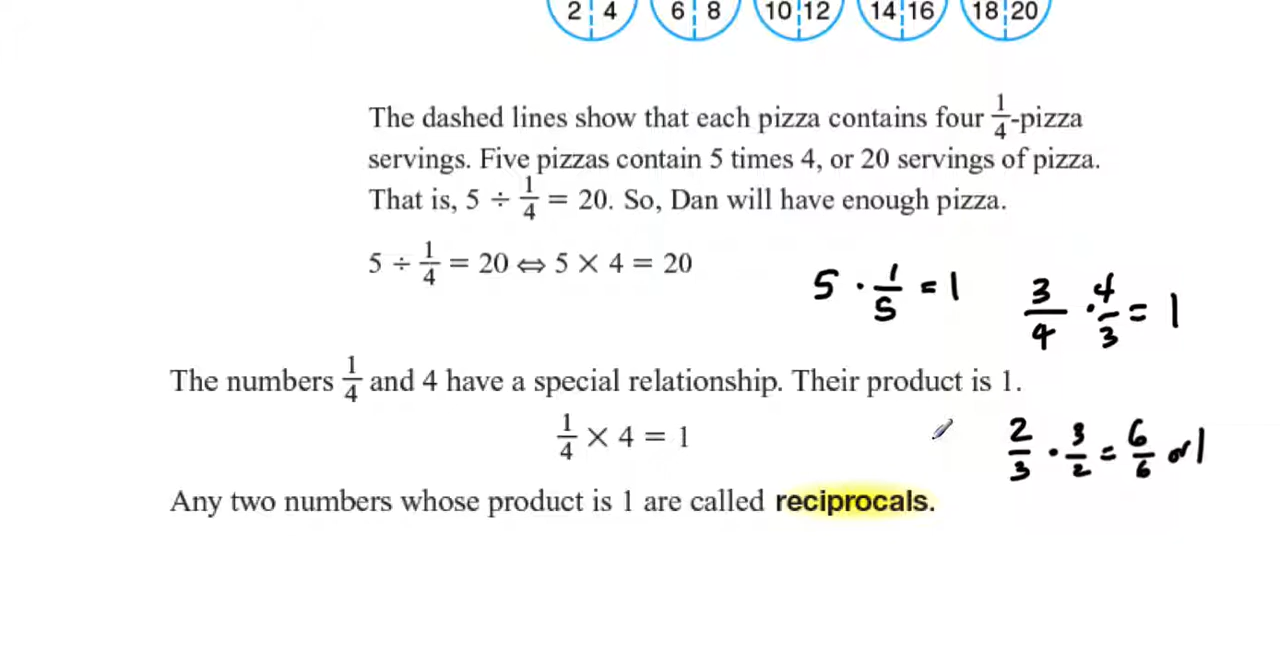 2 4 6 8 10 12 14 16 18 20
The dashed lines show that each pizza contains four 1/4-pizza
servings. Five pizzas contain 5 times 4, or 20 servings of pizza.
That is, 5 ÷ 1/4 = 20. So, Dan will have enough pizza.
5 ÷ 1/4 = 20 ⇔ 5 × 4 = 20
5 · 1/5 = 1
3/4 · 4/3 = 1
The numbers 1/4 and 4 have a special relationship. Their product is 1.
1/4 × 4 = 1
2/3 · 3/2 = 6/6 or 1
Any two numbers whose product is 1 are called reciprocals.